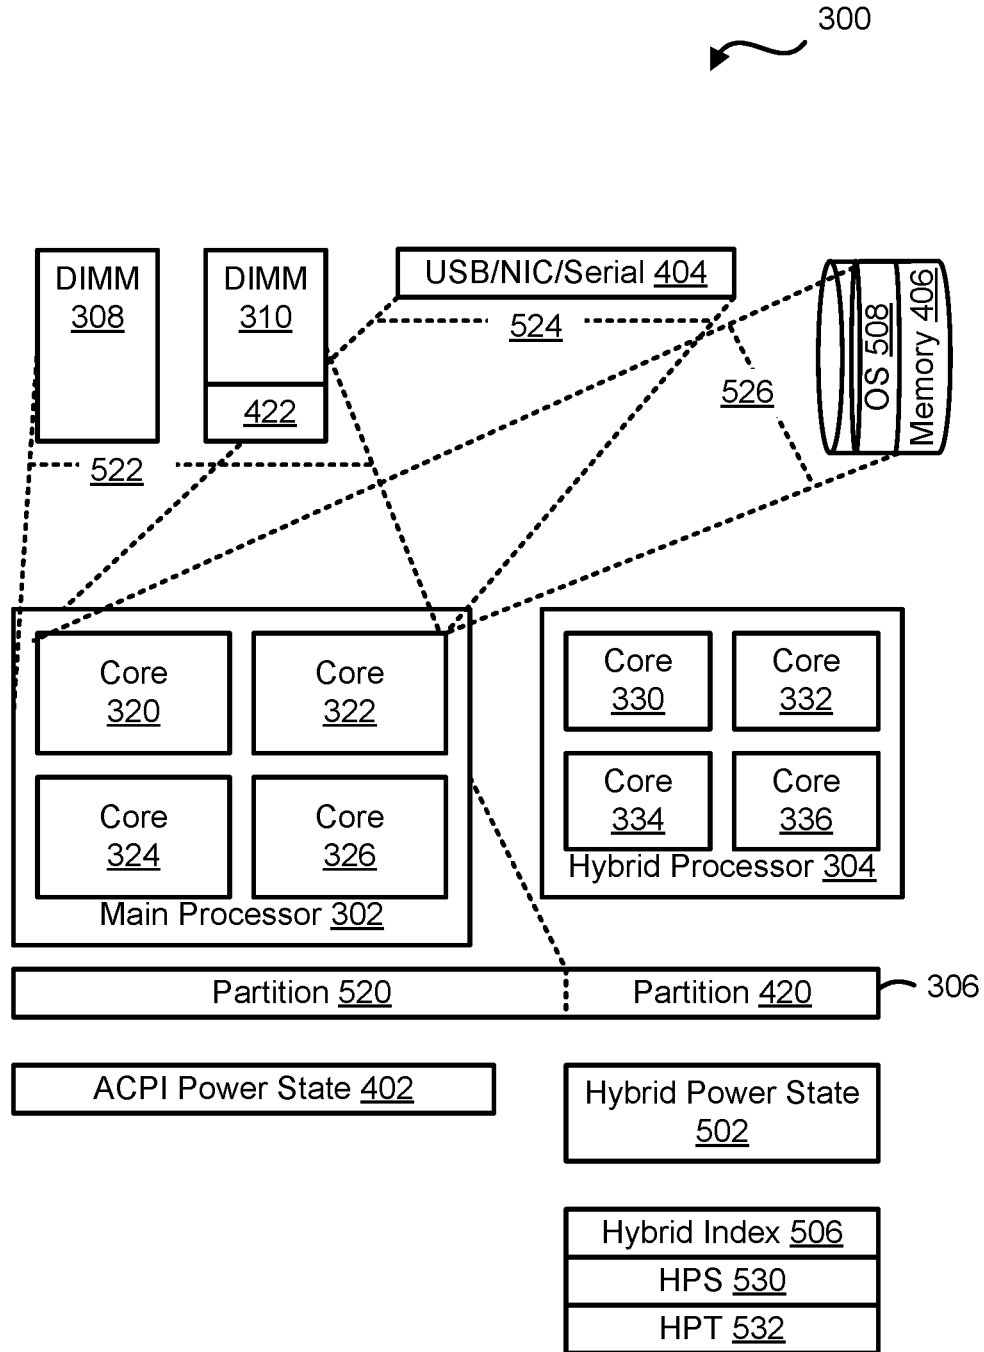 300
DIMM
308
DIMM
310
422
USB/NIC/Serial 404
OS 508
Memory 406
524
526
522
Core
320
Core
322
Core
324
Core
326
Main Processor 302
Core
330
Core
332
Core
334
Core
336
Hybrid Processor 304
Partition 520
Partition 420
306
ACPI Power State 402
Hybrid Power State
502
Hybrid Index 506
HPS 530
HPT 532